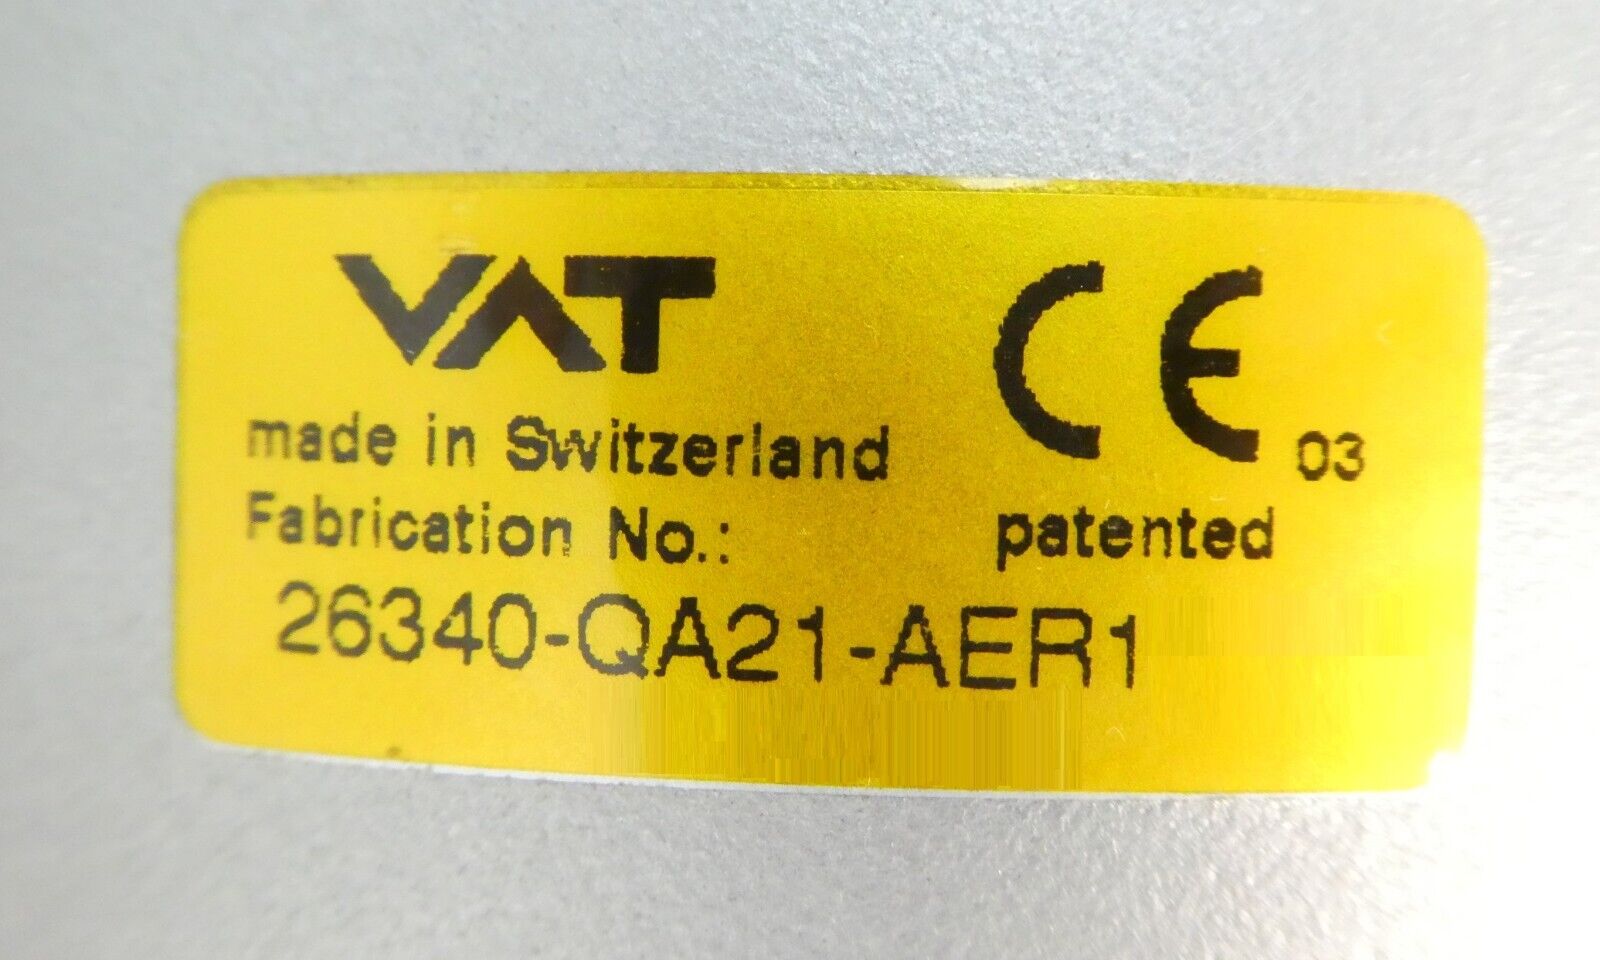 VAT CE 03
made in Switzerland
Fabrication No.: patented
26340-QA21-AER1